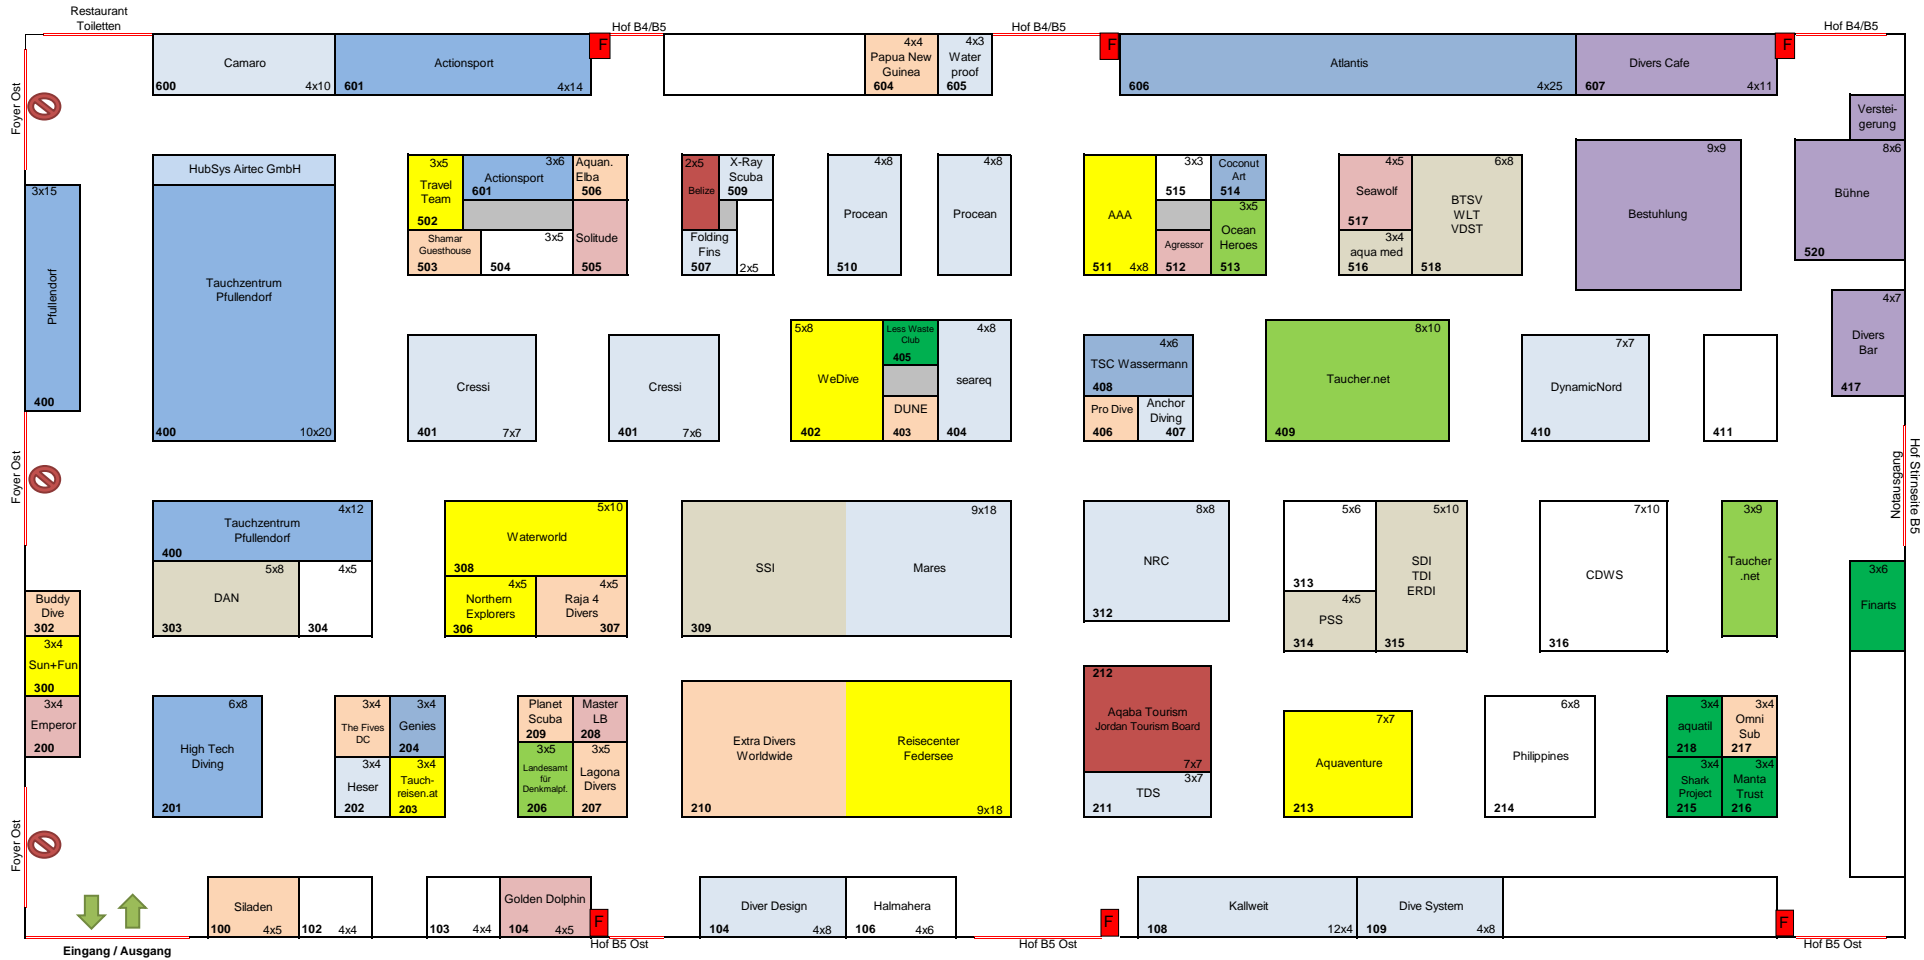 Restaurant
Toiletten
Hof B4/B5
Hof B4/B5
Hof B4/B5
Foyer Ost
Camaro
600
4x10
Actionsport
601
4x14
F
4x4
Papua New
Guinea
604
4x3
Water
proof
605
F
Atlantis
606
4x25
Divers Cafe
607
4x11
F
Verstei-
gerung
3x15
Pfullendorf
400
HubSys Airtec GmbH
Tauchzentrum
Pfullendorf
400
10x20
3x5
Travel
Team
502
3x6
Actionsport
601
Aquan.
Elba
506
Shamar
Guesthouse
503
3x5
504
Solitude
505
2x5
Belize
X-Ray
Scuba
509
Folding
Fins
507
2x5
4x8
Procean
510
4x8
Procean
AAA
511
4x8
3x3
515
Coconut
Art
514
Agressor
512
3x5
Ocean
Heroes
513
4x5
Seawolf
517
3x4
aqua med
516
6x8
BTSV
WLT
VDST
518
9x9
Bestuhlung
8x6
Bühne
520
4x7
Divers
Bar
417
Cressi
401
7x7
Cressi
401
7x6
5x8
WeDive
402
Less Waste
Club
405
DUNE
403
4x8
seareq
404
4x6
TSC Wassermann
408
Pro Dive
406
Anchor
Diving
407
8x10
Taucher.net
409
7x7
DynamicNord
410
411
Foyer Ost
Notausgang
Hof Stirnseite B5
4x12
Tauchzentrum
Pfullendorf
400
5x8
DAN
303
4x5
304
5x10
Waterworld
308
4x5
Northern
Explorers
306
4x5
Raja 4
Divers
307
SSI
309
9x18
Mares
8x8
NRC
312
5x6
313
4x5
PSS
314
5x10
SDI
TDI
ERDI
315
7x10
CDWS
316
3x9
Taucher
.net
3x6
Finarts
Buddy
Dive
302
3x4
Sun+Fun
300
3x4
Emperor
200
6x8
High Tech
Diving
201
3x4
The Fives
DC
3x4
Genies
204
3x4
Heser
202
3x4
Tauch-
reisen.at
203
Planet
Scuba
209
Master
LB
208
3x5
Landesamt
für
Denkmalpf.
206
3x5
Lagona
Divers
207
Extra Divers
Worldwide
210
Reisecenter
Federsee
9x18
212
Aqaba Tourism
Jordan Tourism Board
7x7
3x7
TDS
211
7x7
Aquaventure
213
6x8
Philippines
214
3x4
aquatil
218
3x4
Omni
Sub
217
3x4
Shark
Project
215
3x4
Manta
Trust
216
Foyer Ost
Siladen
100
4x5
102
4x4
103
4x4
Golden Dolphin
104
4x5
F
Diver Design
104
4x8
Halmahera
106
4x6
F
Kallweit
108
12x4
Dive System
109
4x8
F
Eingang / Ausgang
Hof B5 Ost
Hof B5 Ost
Hof B5 Ost